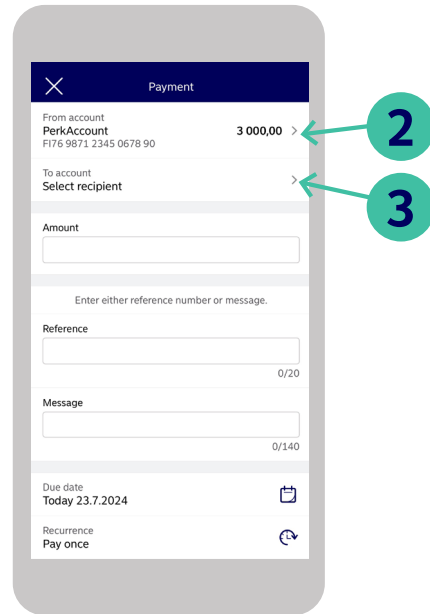 Payment
From account
PerkAccount 3 000,00
FI76 9871 2345 0678 90
2
To account
Select recipient
3
Amount
Enter either reference number or message.
Reference
0/20
Message
0/140
Due date
Today 23.7.2024
Recurrence
Pay once